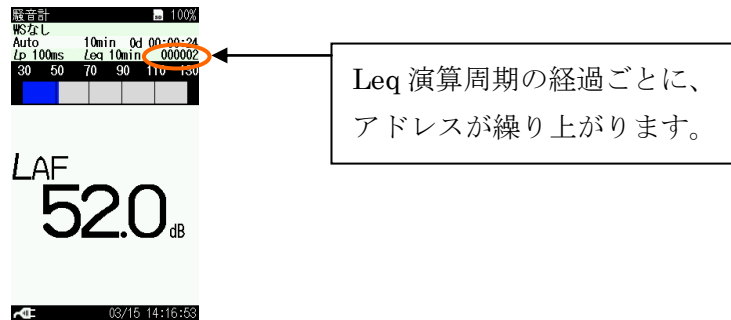 騒音計 100%
WSなし
Auto 10min 0d 00:00:24
Lp 100ms Leq 10min 000002
30 50 70 90 110 130
LAF
52.0 dB
03/15 14:16:53
Leq 演算周期の経過ごとに、
アドレスが繰り上がります。